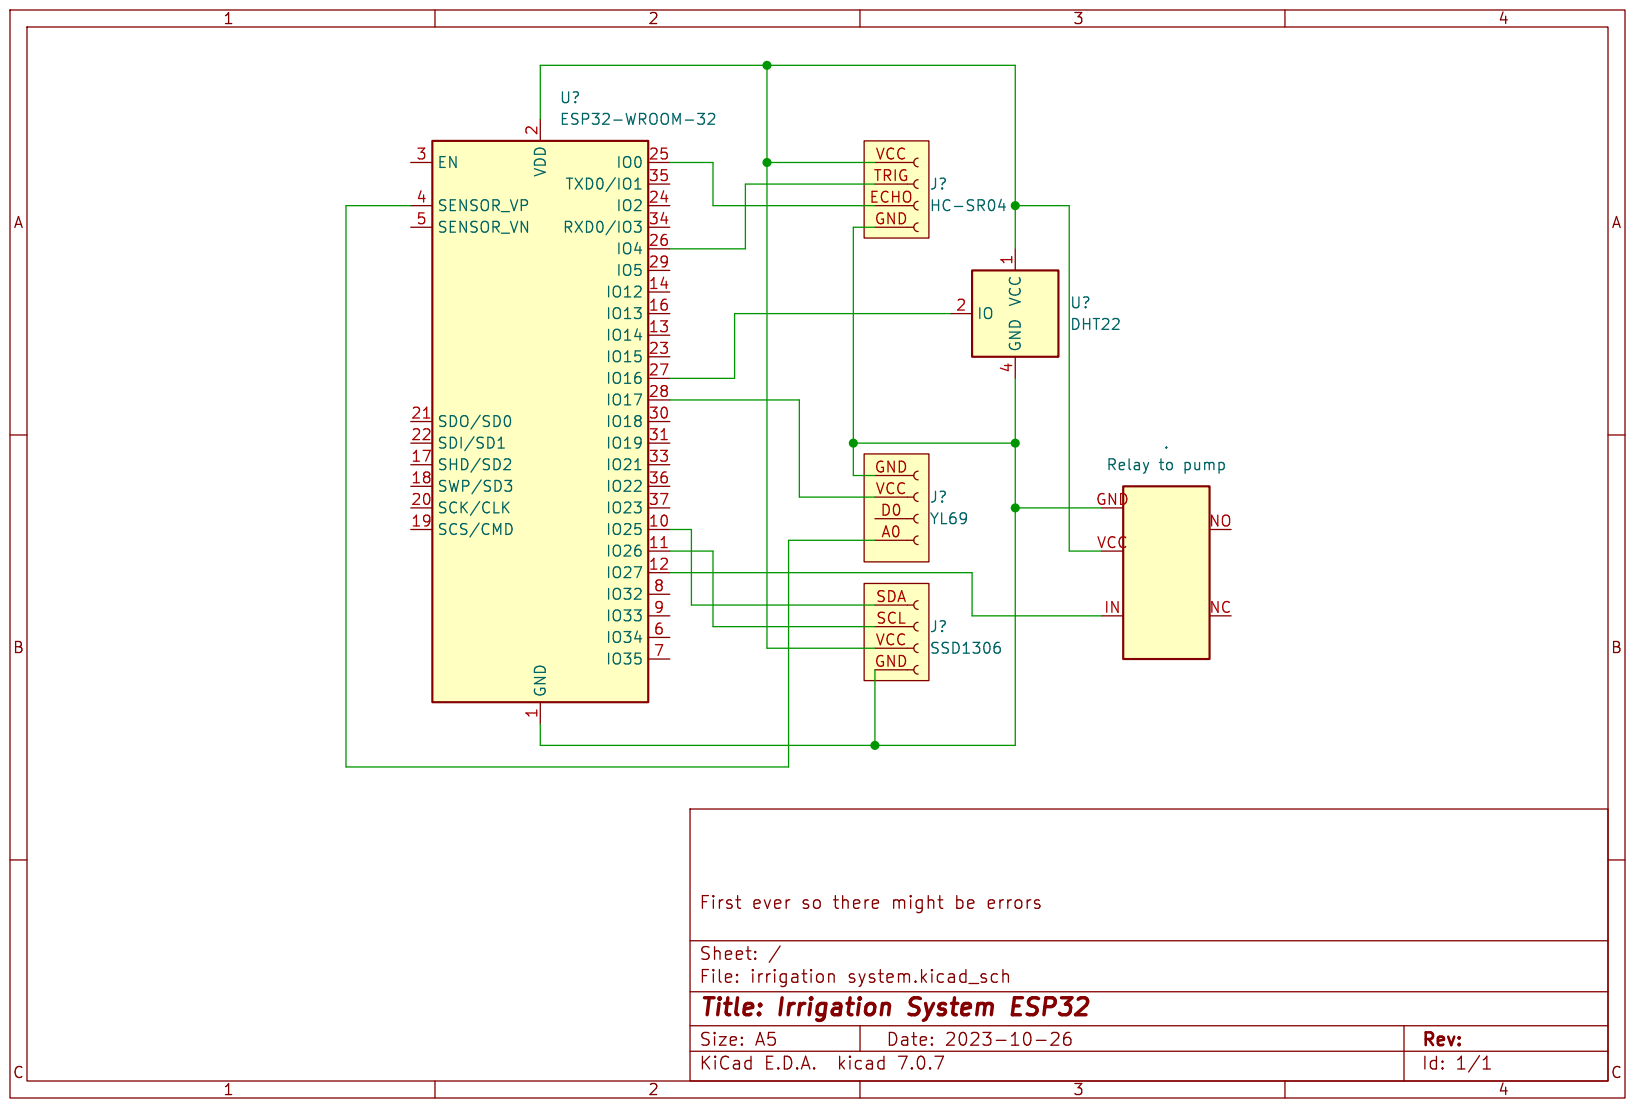 1 2 3 4
A A
B B
C C
1 2 3 4
U?
ESP32-WROOM-32
2
VDD
3 EN
4 SENSOR_VP
5 SENSOR_VN
21 SDO/SD0
22 SDI/SD1
17 SHD/SD2
18 SWP/SD3
20 SCK/CLK
19 SCS/CMD
IO0 25
TXD0/IO1 35
IO2 24
RXD0/IO3 34
IO4 26
IO5 29
IO12 14
IO13 16
IO14 13
IO15 23
IO16 27
IO17 28
IO18 30
IO19 31
IO21 33
IO22 36
IO23 37
IO25 10
IO26 11
IO27 12
IO32 8
IO33 9
IO34 6
IO35 7
GND
1
VCC
TRIG
ECHO
GND
J?
HC-SR04
1
VCC
2 IO
GND
4
U?
DHT22
GND
VCC
D0
A0
J?
YL69
SDA
SCL
VCC
GND
J?
SSD1306
.
Relay to pump
GND
VCC
IN
NO
NC
First ever so there might be errors
Sheet: /
File: irrigation system.kicad_sch
Title: Irrigation System ESP32
Size: A5 Date: 2023-10-26 Rev:
KiCad E.D.A. kicad 7.0.7 Id: 1/1